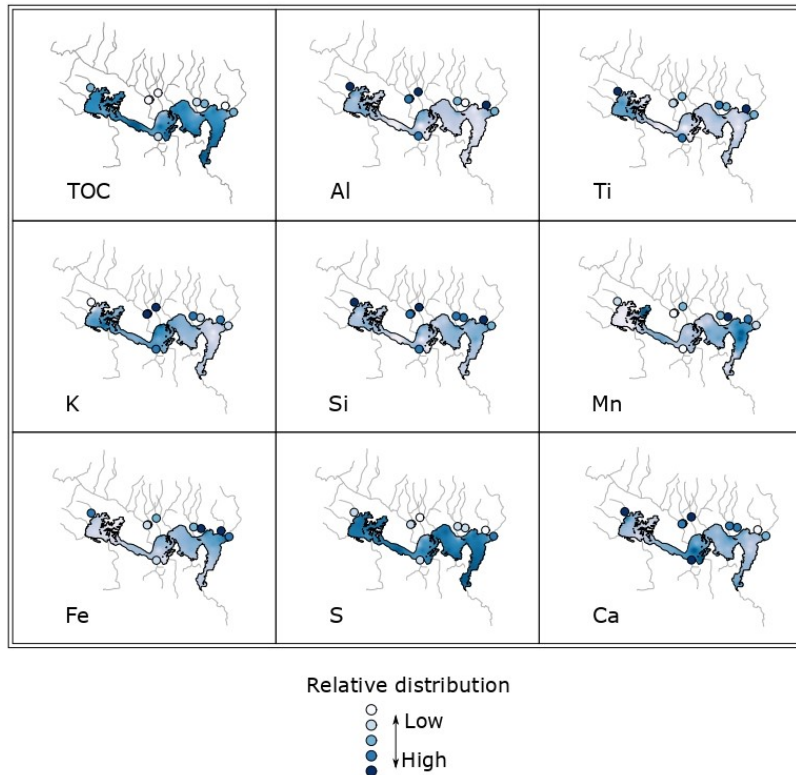 TOC
Al
Ti
K
Si
Mn
Fe
S
Ca
Relative distribution
Low
High